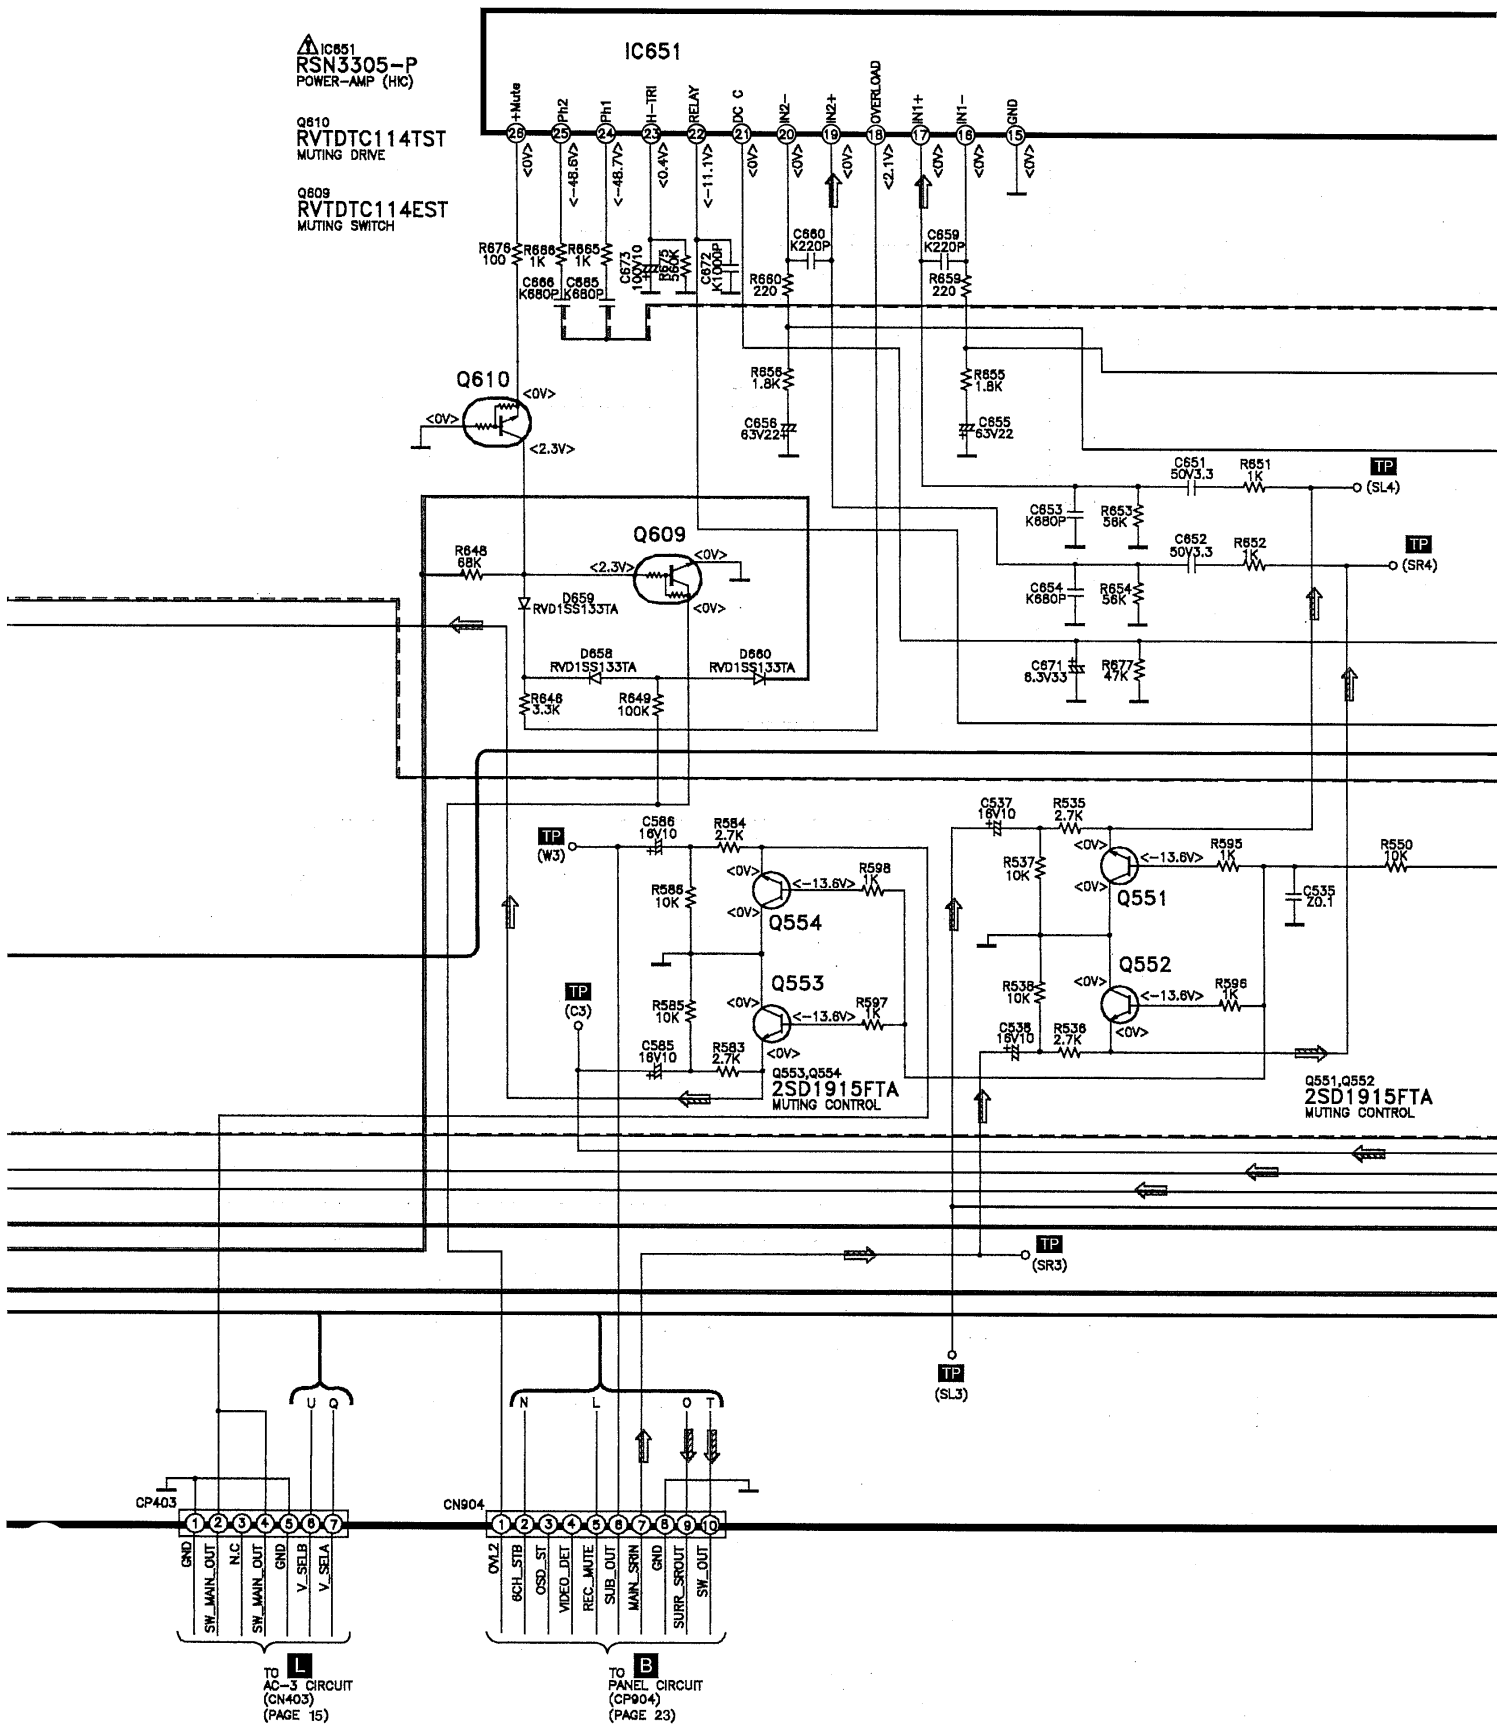 IC651
RSN3305-P
POWER-AMP (HIC)
Q610
RVTDTC114TST
MUTING DRIVE
Q609
RVTDTC114EST
MUTING SWITCH
IC651
+Mute
Ph2
Ph1
H-TRI
RELAY
DC C
IN2-
IN2+
OVERLOAD
IN1+
IN1-
GND
26 25 24 23 22 21 20 19 18 17 16 15
<0V>
<-48.6V>
<-48.7V>
<0.4V>
<-11.1V>
<0V>
<0V>
<0V>
<2.1V>
<0V>
<0V>
<0V>
R676
100
R666
1K
R665
1K
C666
K680P
C665
K680P
C673
100V10
R675
560K
C672
K1000P
R660
220
C660
K220P
C659
K220P
R659
220
R656
1.8K
C656
63V22
R655
1.8K
C655
63V22
Q610
<0V>
<0V>
<2.3V>
C651
50V3.3
R651
1K
TP
(SL4)
C653
K680P
R653
56K
C652
50V3.3
R652
1K
TP
(SR4)
C654
K680P
R654
56K
C671
6.3V33
R677
47K
R648
68K
Q609
<2.3V>
<0V>
<0V>
D659
RVD1SS133TA
D658
RVD1SS133TA
D660
RVD1SS133TA
R646
3.3K
R649
100K
TP
(W3)
C586
16V10
R584
2.7K
R586
10K
<0V>
<-13.6V>
<0V>
R598
1K
Q554
Q553
TP
(C3)
R585
10K
<0V>
<-13.6V>
<0V>
R597
1K
C585
16V10
R583
2.7K
Q553,Q554
2SD1915FTA
MUTING CONTROL
C537
16V10
R535
2.7K
R537
10K
<0V>
<-13.6V>
<0V>
R595
1K
R550
10K
C535
Z0.1
Q551
Q552
R538
10K
<0V>
<-13.6V>
<0V>
R596
1K
C536
16V10
R536
2.7K
Q551,Q552
2SD1915FTA
MUTING CONTROL
TP
(SR3)
TP
(SL3)
U Q
N L O T
CP403
1 2 3 4 5 6 7
GND
SW_MAIN_OUT
N.C
SW_MAIN_OUT
GND
V_SELB
V_SELA
TO L
AC-3 CIRCUIT
(CN403)
(PAGE 15)
CN904
1 2 3 4 5 6 7 8 9 10
OVL2
6CH_STB
OSD_ST
VIDEO_DET
REC_MUTE
SUB_OUT
MAIN_SRIN
GND
SURR_SROUT
SW_OUT
TO B
PANEL CIRCUIT
(CP904)
(PAGE 23)